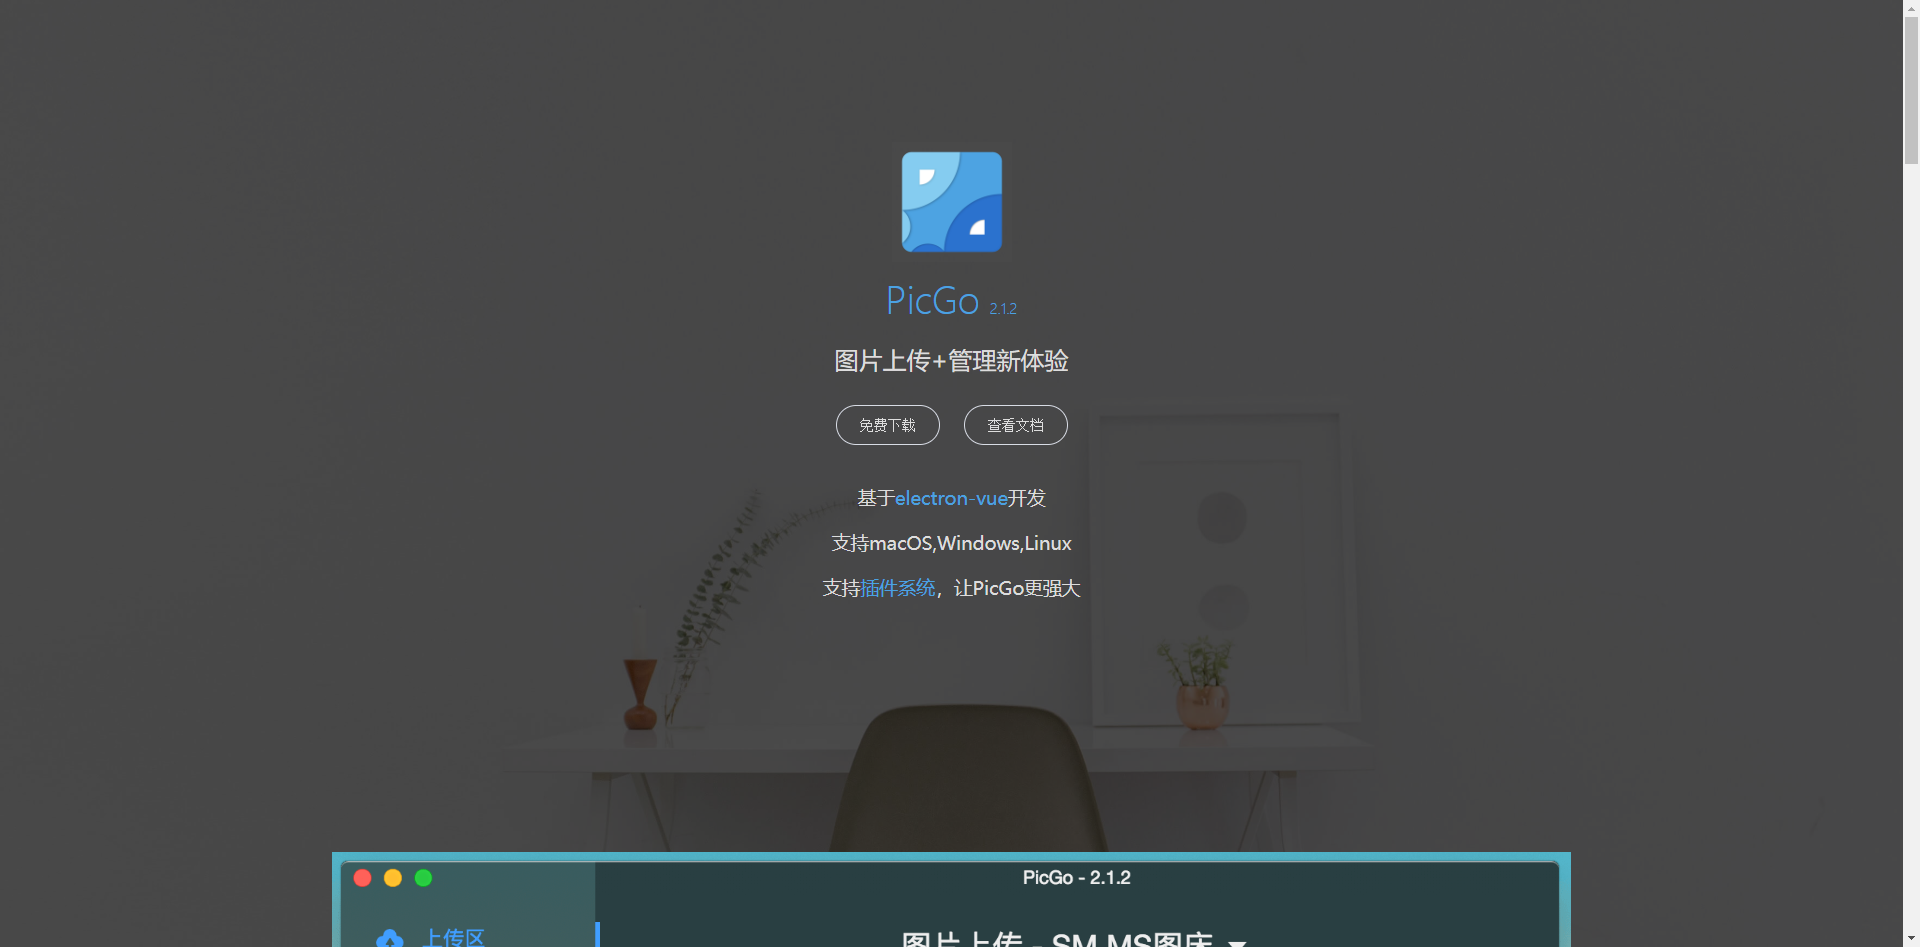 PicGo 2.1.2
图片上传+管理新体验
免费下载 查看文档
基于electron-vue开发
支持macOS,Windows,Linux
支持插件系统，让PicGo更强大
PicGo - 2.1.2
上传区
图片上传 - SM.MS图床